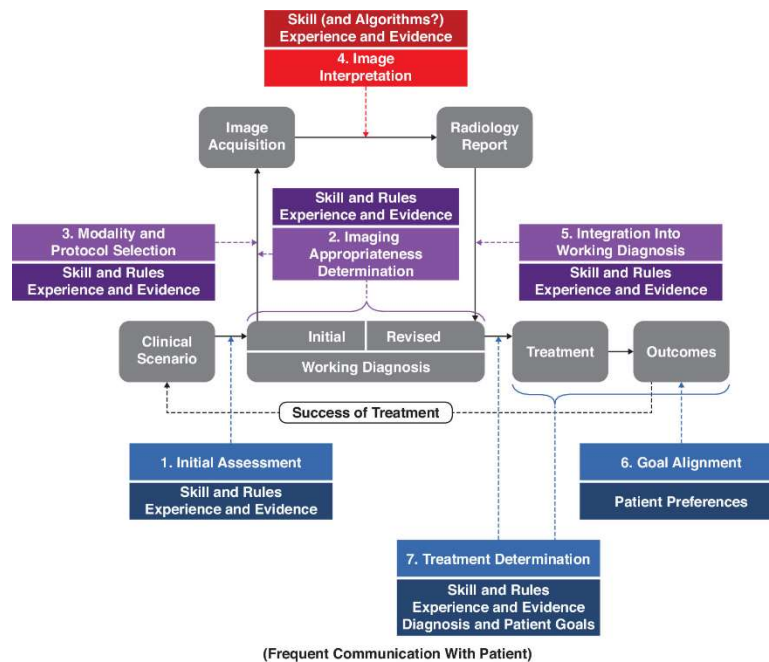 Skill (and Algorithms?)
Experience and Evidence
4. Image
Interpretation
Image
Acquisition
Radiology
Report
Skill and Rules
Experience and Evidence
2. Imaging
Appropriateness
Determination
3. Modality and
Protocol Selection
Skill and Rules
Experience and Evidence
5. Integration Into
Working Diagnosis
Skill and Rules
Experience and Evidence
Clinical
Scenario
Initial
Revised
Working Diagnosis
Treatment
Outcomes
Success of Treatment
1. Initial Assessment
Skill and Rules
Experience and Evidence
6. Goal Alignment
Patient Preferences
7. Treatment Determination
Skill and Rules
Experience and Evidence
Diagnosis and Patient Goals
(Frequent Communication With Patient)